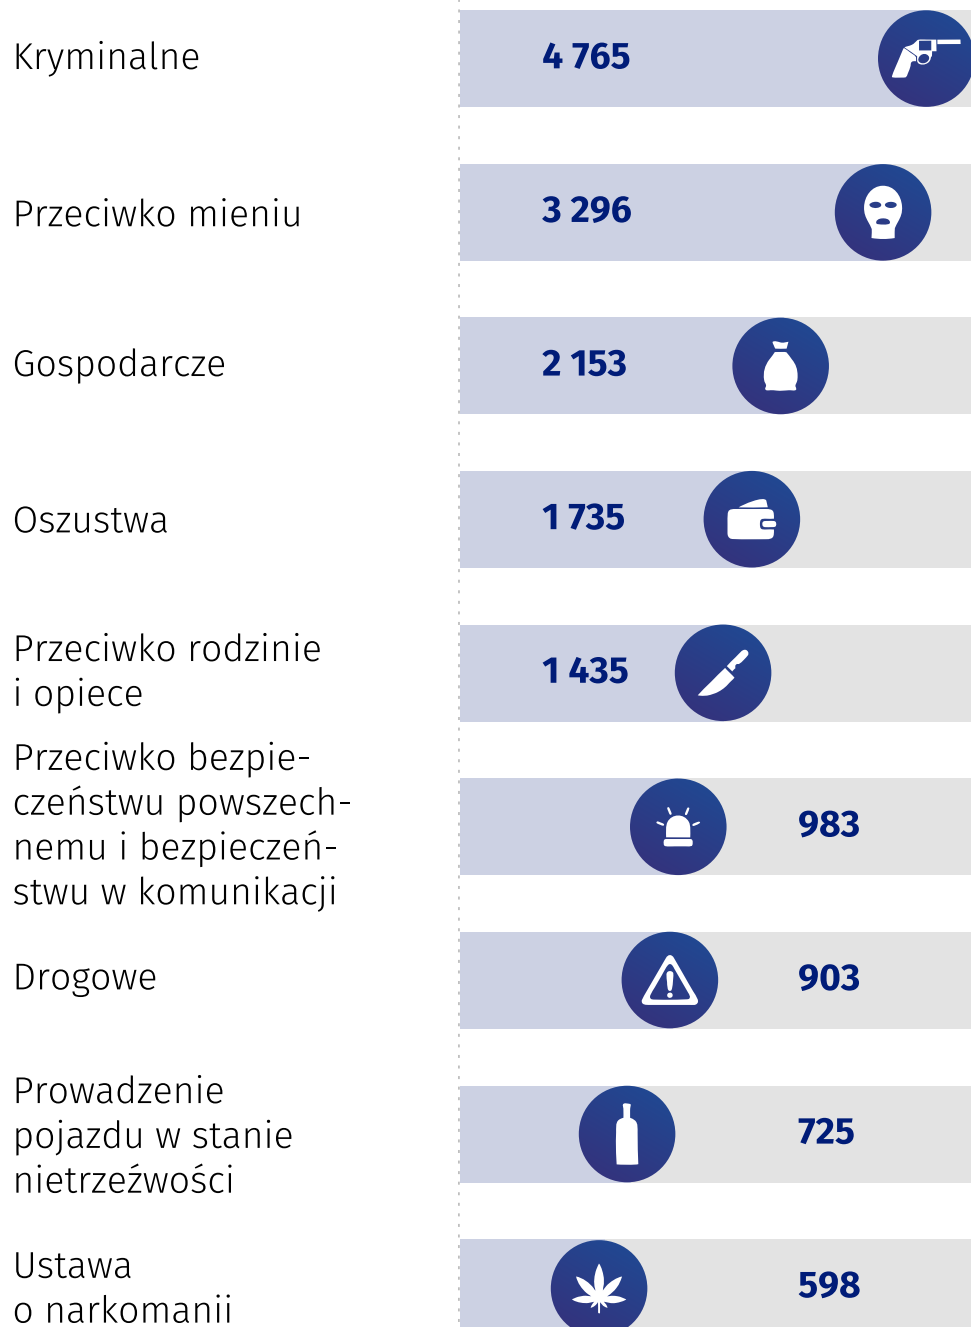 Kryminalne
4 765
Przeciwko mieniu
3 296
Gospodarcze
2 153
Oszustwa
1 735
Przeciwko rodzinie
i opiece
1 435
Przeciwko bezpie-
czeństwu powszech-
nemu i bezpieczeń-
stwu w komunikacji
983
Drogowe
903
Prowadzenie
pojazdu w stanie
nietrzeźwości
725
Ustawa
o narkomanii
598